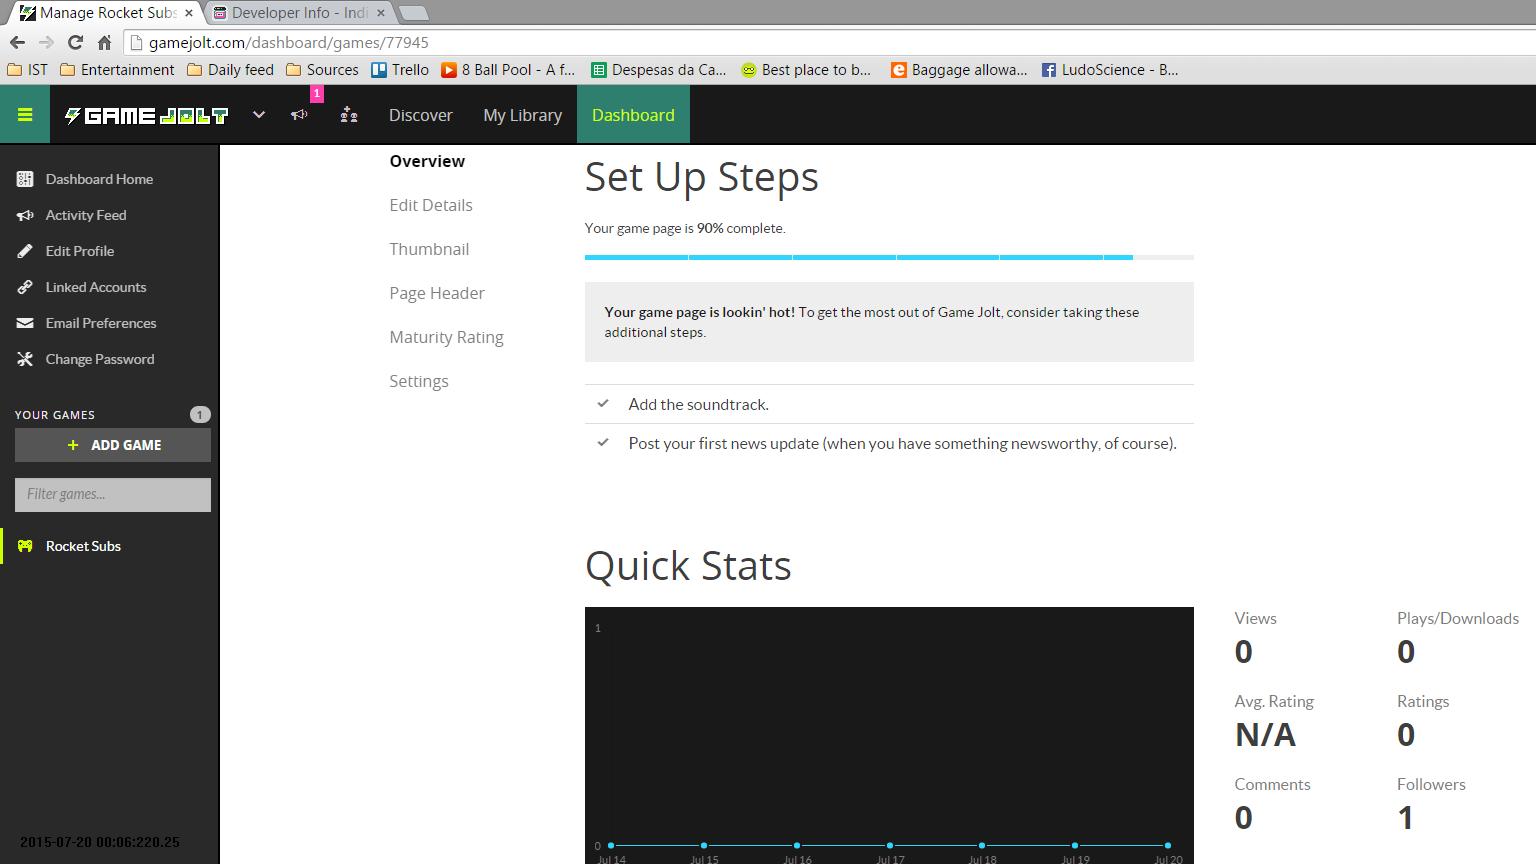 Manage Rocket Subs
Developer Info - Indi
gamejolt.com/dashboard/games/77945
IST Entertainment Daily feed Sources Trello 8 Ball Pool - A f... Despesas da Ca... Best place to b... Baggage allowa... LudoScience - B...
GAME JOLT 1 Discover My Library Dashboard
Dashboard Home
Activity Feed
Edit Profile
Linked Accounts
Email Preferences
Change Password
YOUR GAMES 1
+ ADD GAME
Filter games...
Rocket Subs
2015-07-20 00:06:220.25
Overview
Edit Details
Thumbnail
Page Header
Maturity Rating
Settings
Set Up Steps
Your game page is 90% complete.
Your game page is lookin' hot! To get the most out of Game Jolt, consider taking these
additional steps.
Add the soundtrack.
Post your first news update (when you have something newsworthy, of course).
Quick Stats
1
0
Jul 14 Jul 15 Jul 16 Jul 17 Jul 18 Jul 19 Jul 20
Views Plays/Downloads
0 0
Avg. Rating Ratings
N/A 0
Comments Followers
0 1